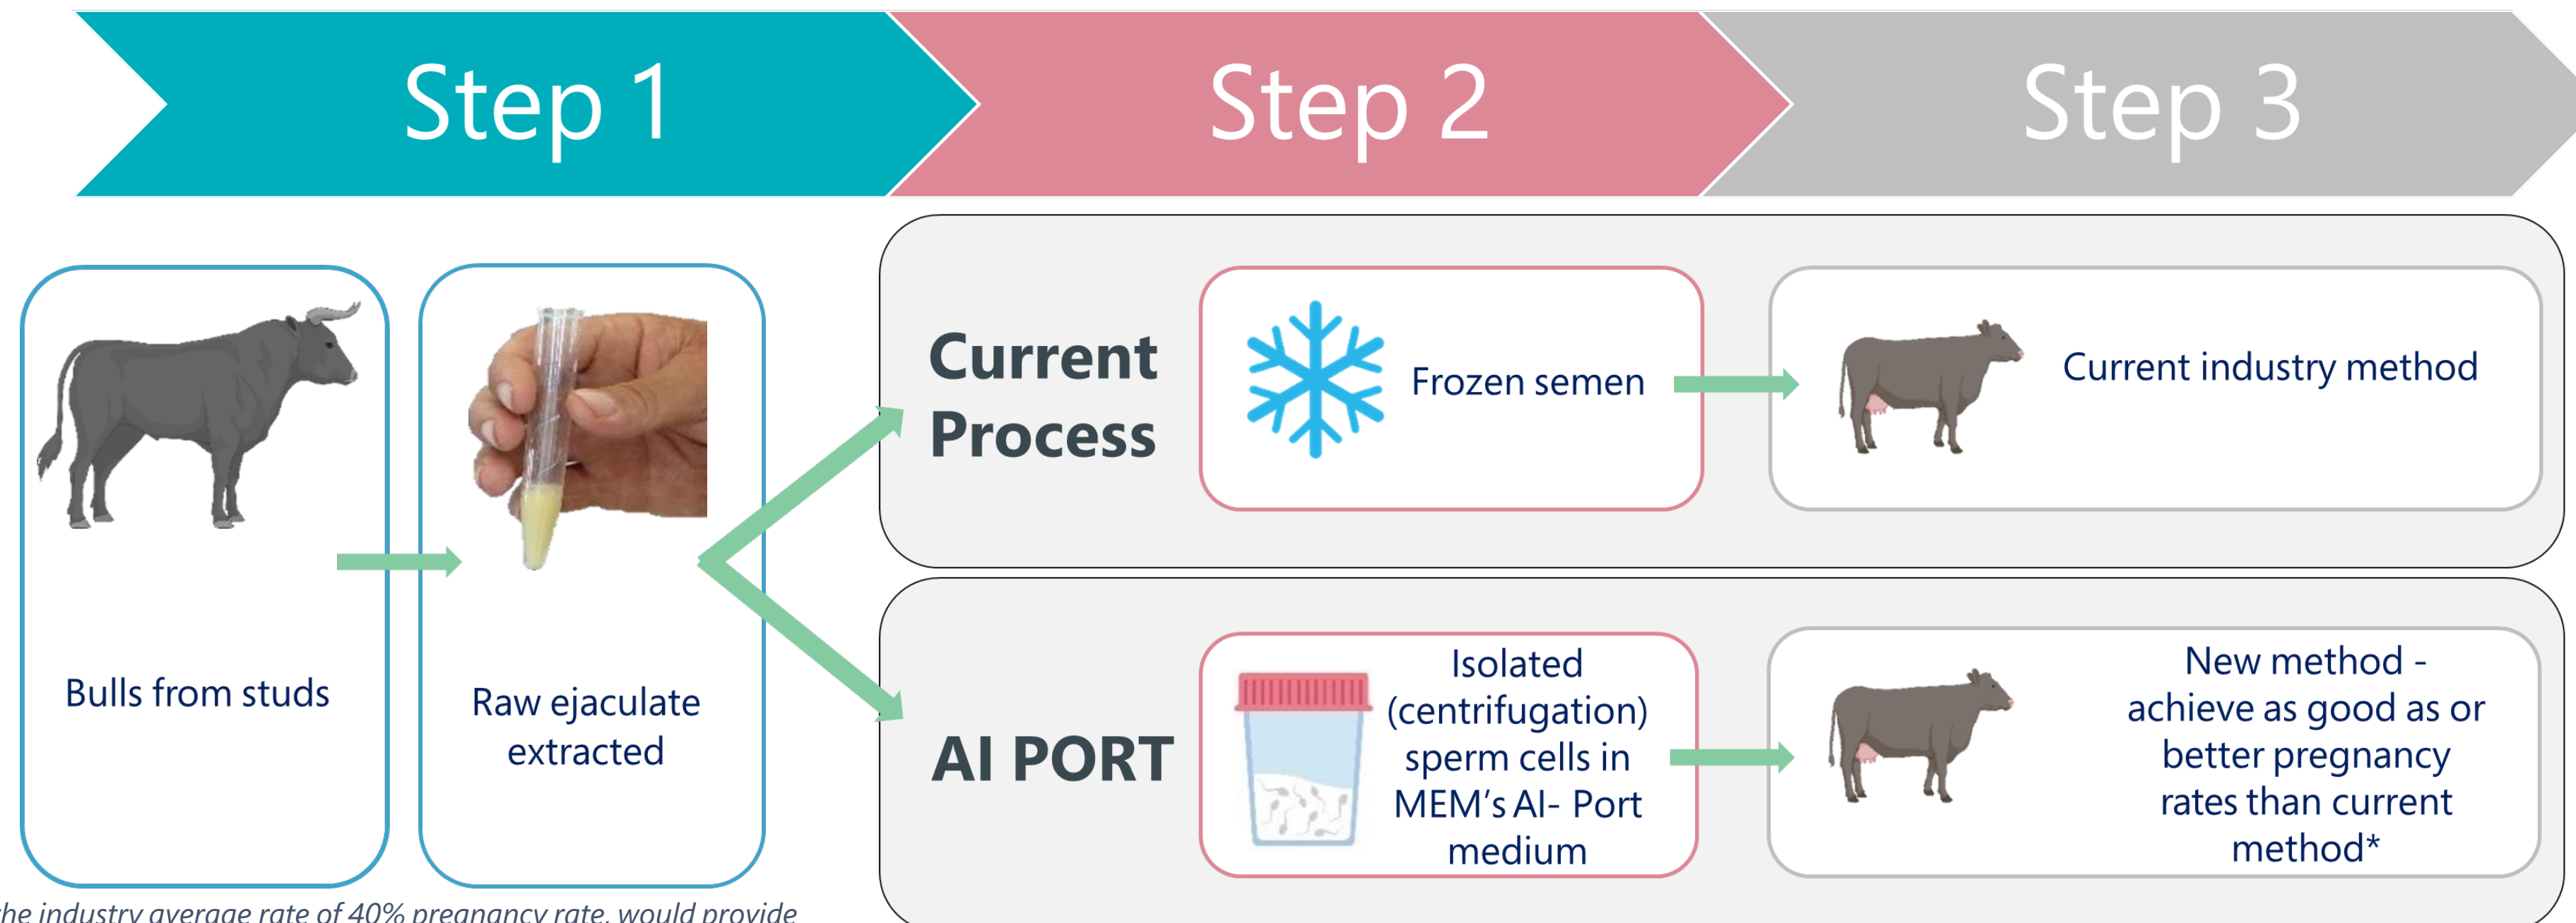 Step 1
Step 2
Step 3
Bulls from studs
Raw ejaculate
extracted
Current
Process
Frozen semen
Current industry method
AI PORT
Isolated
(centrifugation)
sperm cells in
MEM's AI- Port
medium
New method -
achieve as good as or
better pregnancy
rates than current
method*
the industry average rate of 40% pregnancy rate, would provide